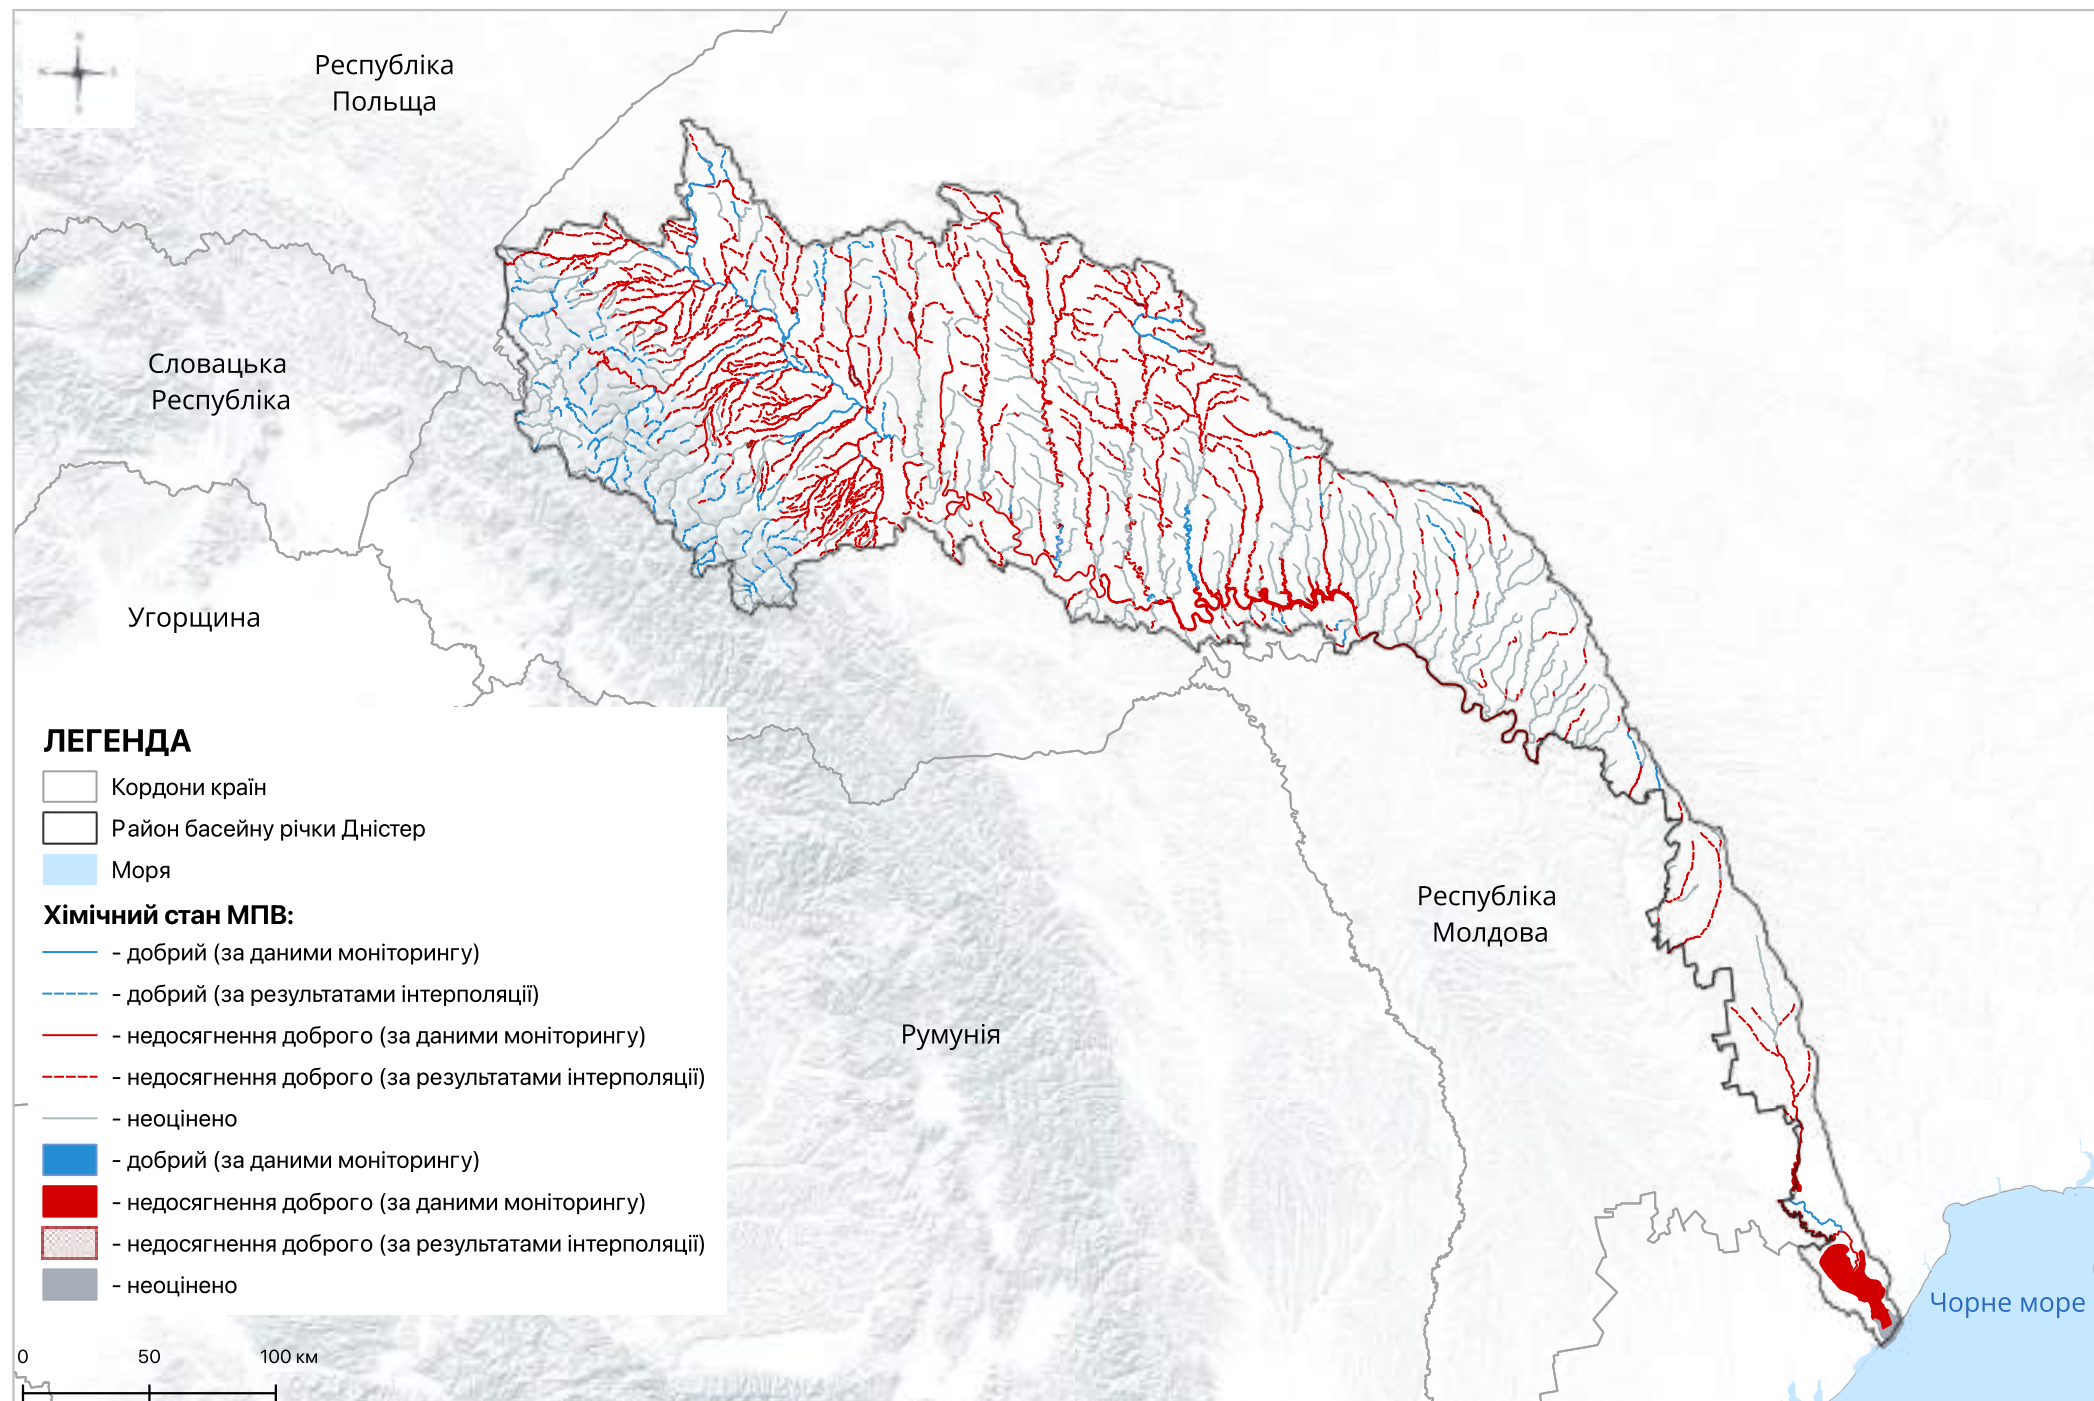 Республіка
Польща
Словацька
Республіка
Угорщина
Румунія
Республіка
Молдова
Чорне море
ЛЕГЕНДА
Кордони країн
Район басейну річки Дністер
Моря
Хімічний стан МПВ:
- добрий (за даними моніторингу)
- добрий (за результатами інтерполяції)
- недосягнення доброго (за даними моніторингу)
- недосягнення доброго (за результатами інтерполяції)
- неоцінено
- добрий (за даними моніторингу)
- недосягнення доброго (за даними моніторингу)
- недосягнення доброго (за результатами інтерполяції)
- неоцінено
0 50 100 км